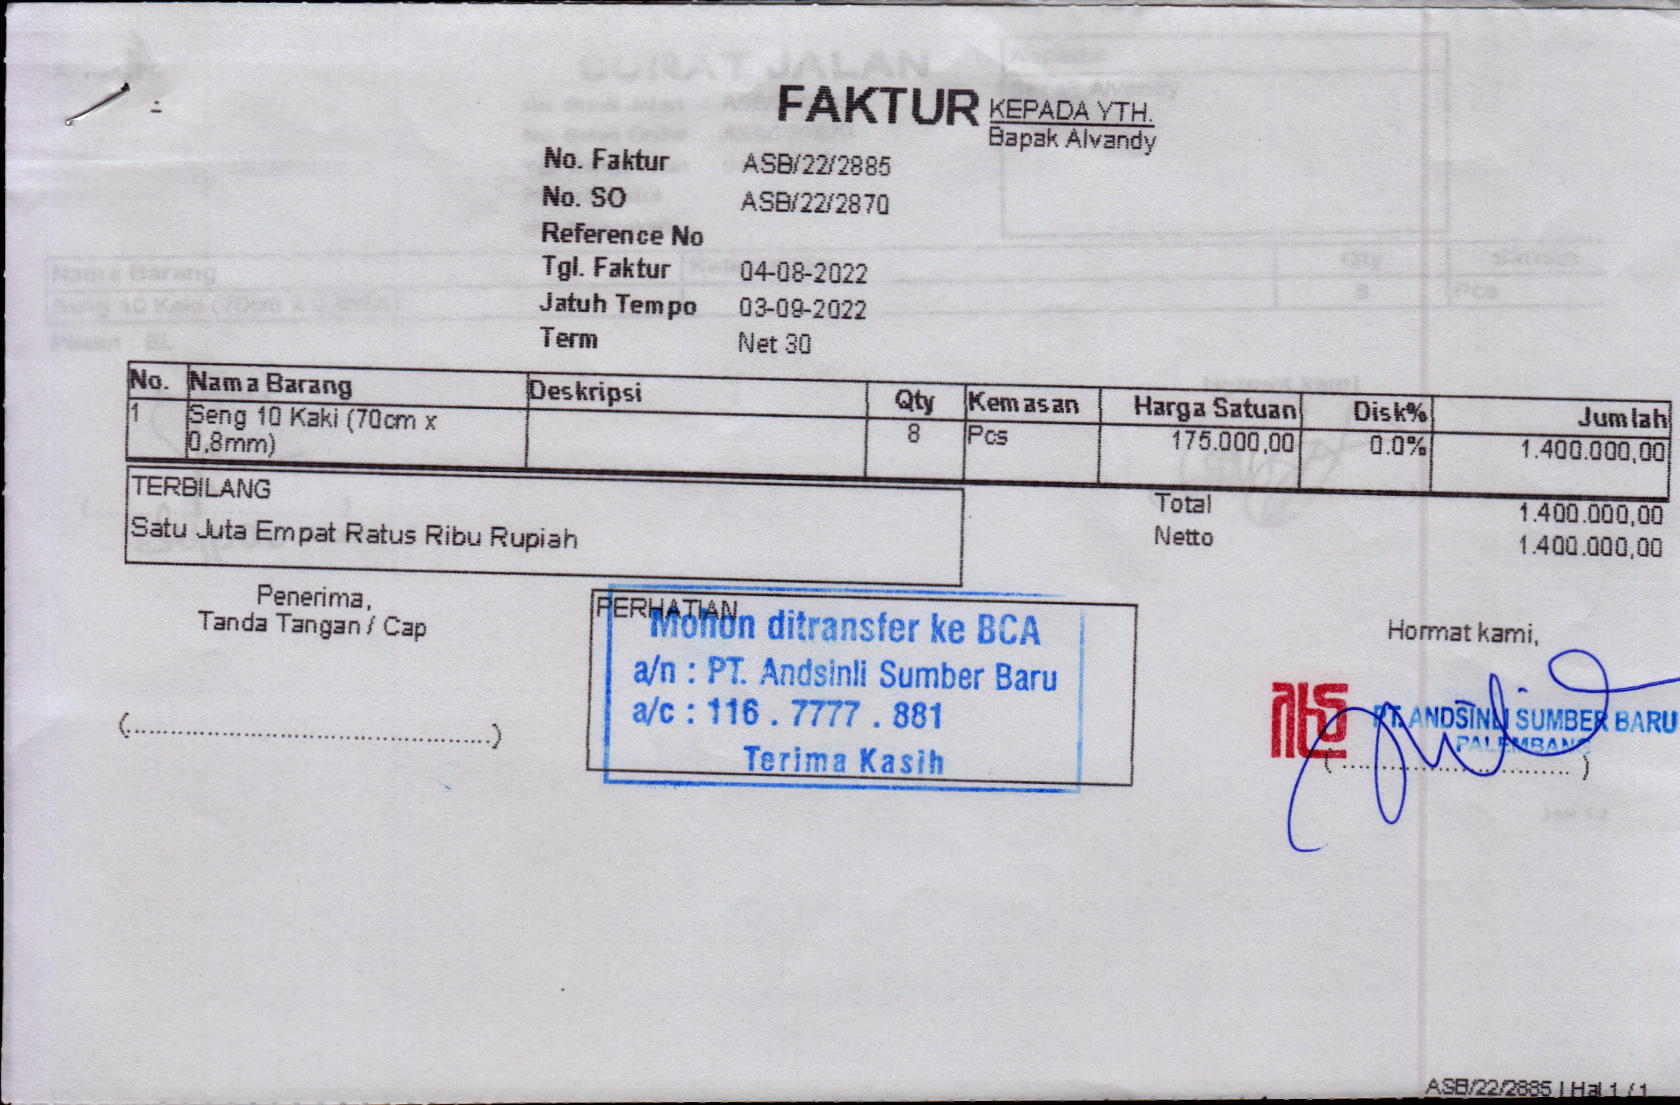 FAKTUR
KEPADA YTH.
Bapak Alvandy
No. Faktur ASB/22/2885
No. SO ASB/22/2870
Reference No
Tgl. Faktur 04-08-2022
Jatuh Tempo 03-09-2022
Term Net 30
No. Nama Barang Deskripsi Qty Kemasan Harga Satuan Disk% Jumlah
1 Seng 10 Kaki (70cm x 8 Pcs 175.000,00 0.0% 1.400.000,00
0,8mm)
TERBILANG
Satu Juta Empat Ratus Ribu Rupiah
Total 1.400.000,00
Netto 1.400.000,00
Penerima,
Tanda Tangan / Cap
(..............................................)
PERHATIAN
Mohon ditransfer ke BCA
a/n : PT. Andsinli Sumber Baru
a/c : 116 . 7777 . 881
Terima Kasih
Hormat kami,
PT. ANDSINLI SUMBER BARU
PALEMBANG
(.............................)
ASB/22/2885 | Hal 1 / 1